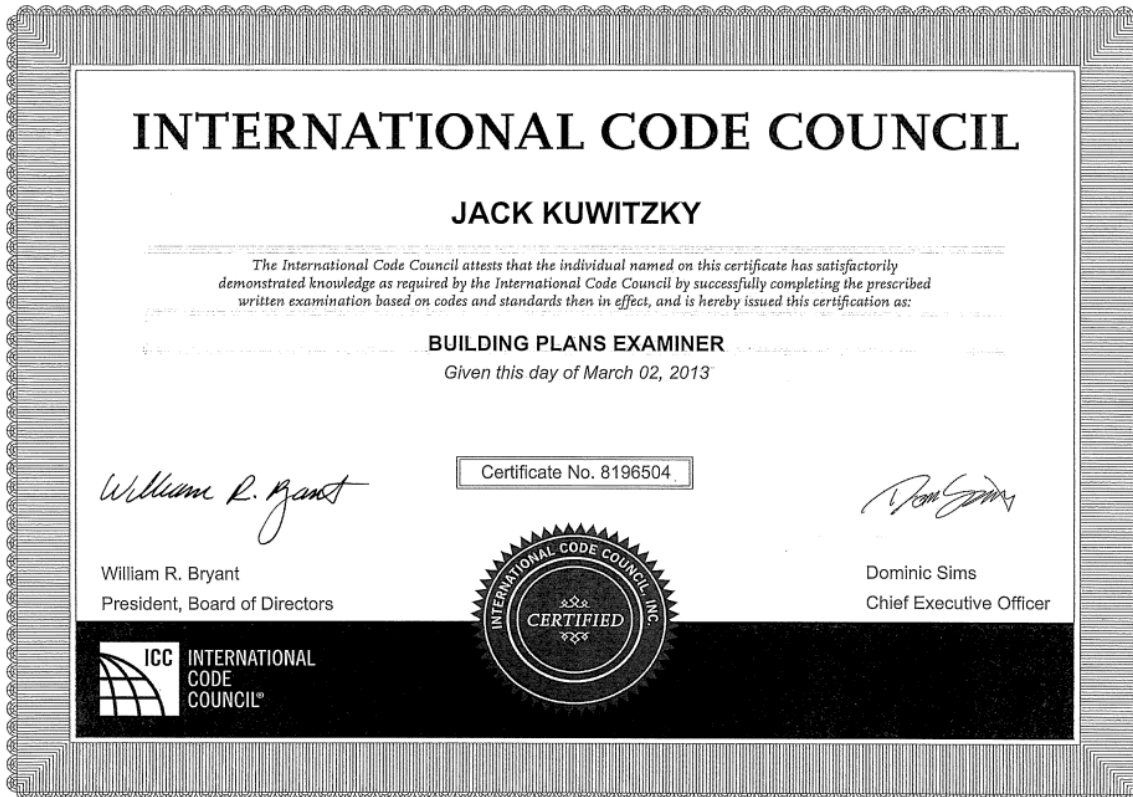 INTERNATIONAL CODE COUNCIL
JACK KUWITZKY
The International Code Council attests that the individual named on this certificate has satisfactorily
demonstrated knowledge as required by the International Code Council by successfully completing the prescribed
written examination based on codes and standards then in effect, and is hereby issued this certification as:
BUILDING PLANS EXAMINER
Given this day of March 02, 2013
Certificate No. 8196504
William R. Bryant
Dom Sims
William R. Bryant
President, Board of Directors
Dominic Sims
Chief Executive Officer
INTERNATIONAL CODE COUNCIL, INC.
CERTIFIED
ICC INTERNATIONAL
CODE
COUNCIL®